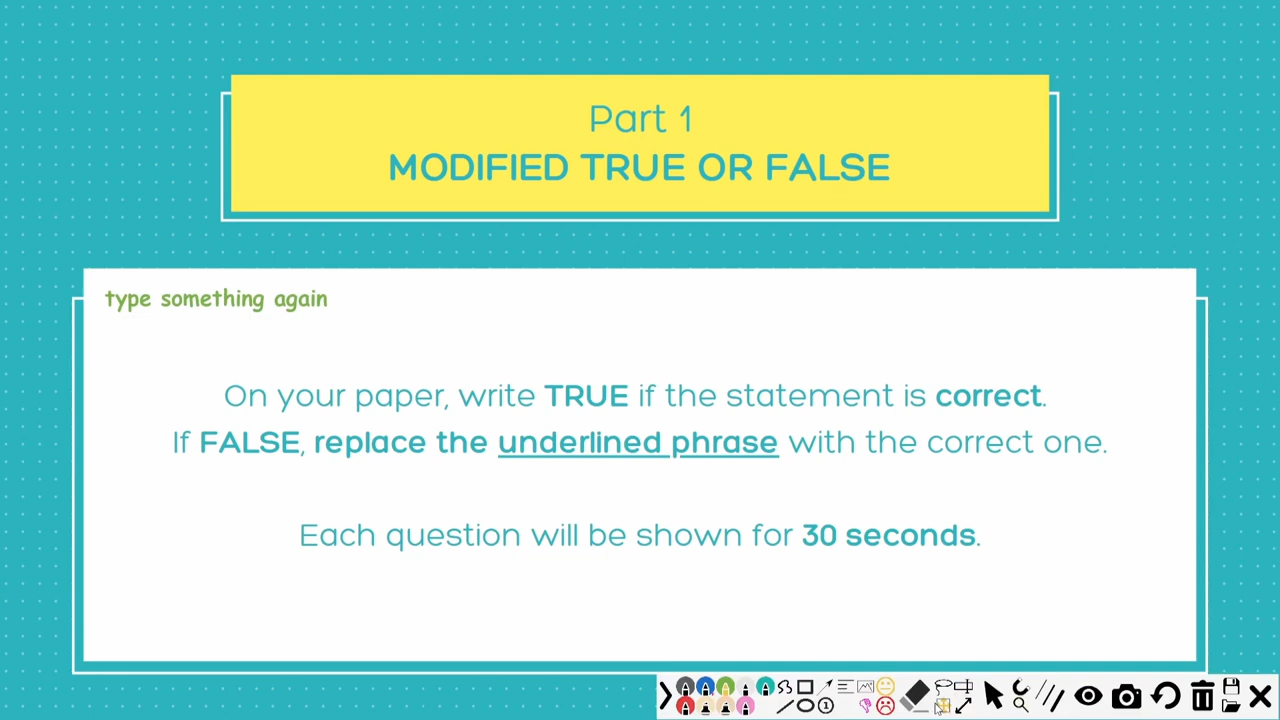 Part 1
MODIFIED TRUE OR FALSE
type something again
On your paper, write TRUE if the statement is correct.
If FALSE, replace the underlined phrase with the correct one.
Each question will be shown for 30 seconds.